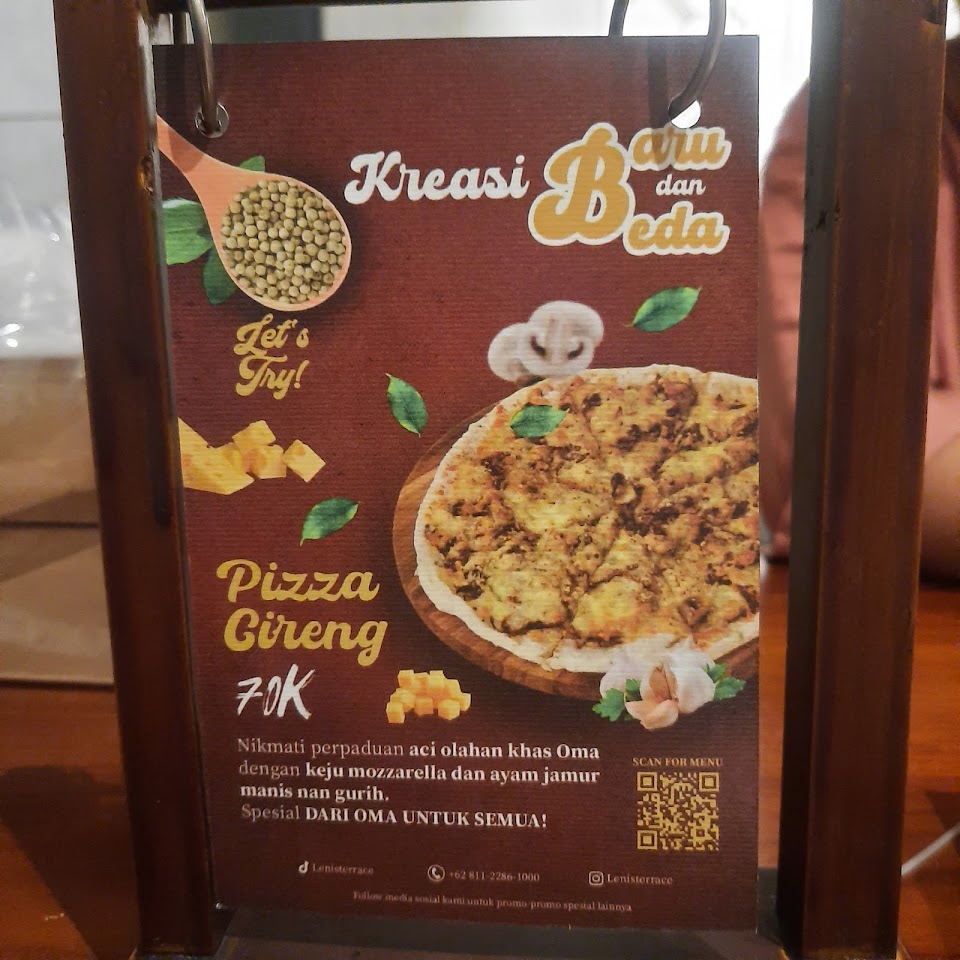 Kreasi Baru
dan
Beda
Let's
Try!
Pizza
Cireng
70K
Nikmati perpaduan aci olahan khas Oma
dengan keju mozzarella dan ayam jamur
manis nan gurih.
Spesial DARI OMA UNTUK SEMUA!
SCAN FOR MENU
Lenisterrace
+62 811-2286-1000
Lenisterrace
Follow media sosial kami untuk promo-promo spesial lainnya